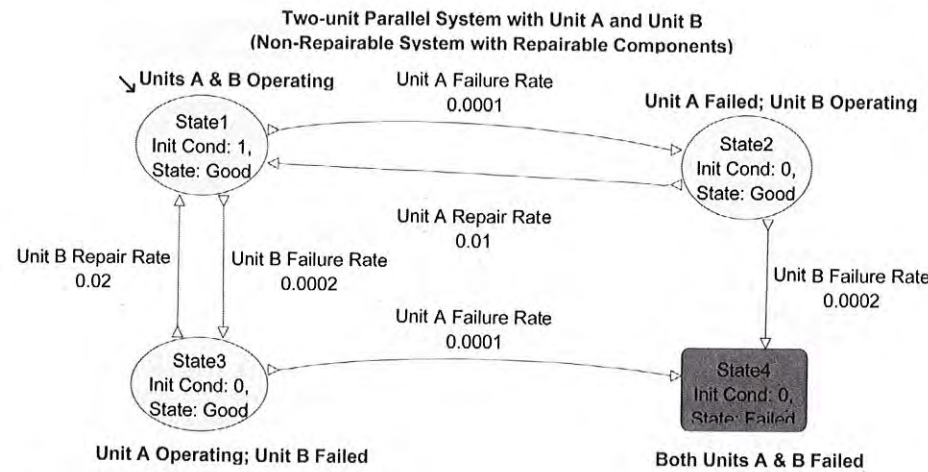 Two-unit Parallel System with Unit A and Unit B
(Non-Repairable System with Repairable Components)
Units A & B Operating
Unit A Failure Rate
0.0001
Unit A Failed; Unit B Operating
State1
Init Cond: 1,
State: Good
State2
Init Cond: 0,
State: Good
Unit A Repair Rate
0.01
Unit B Repair Rate
0.02
Unit B Failure Rate
0.0002
Unit B Failure Rate
0.0002
Unit A Failure Rate
0.0001
State3
Init Cond: 0,
State: Good
State4
Init Cond: 0,
State: Failed
Unit A Operating; Unit B Failed
Both Units A & B Failed